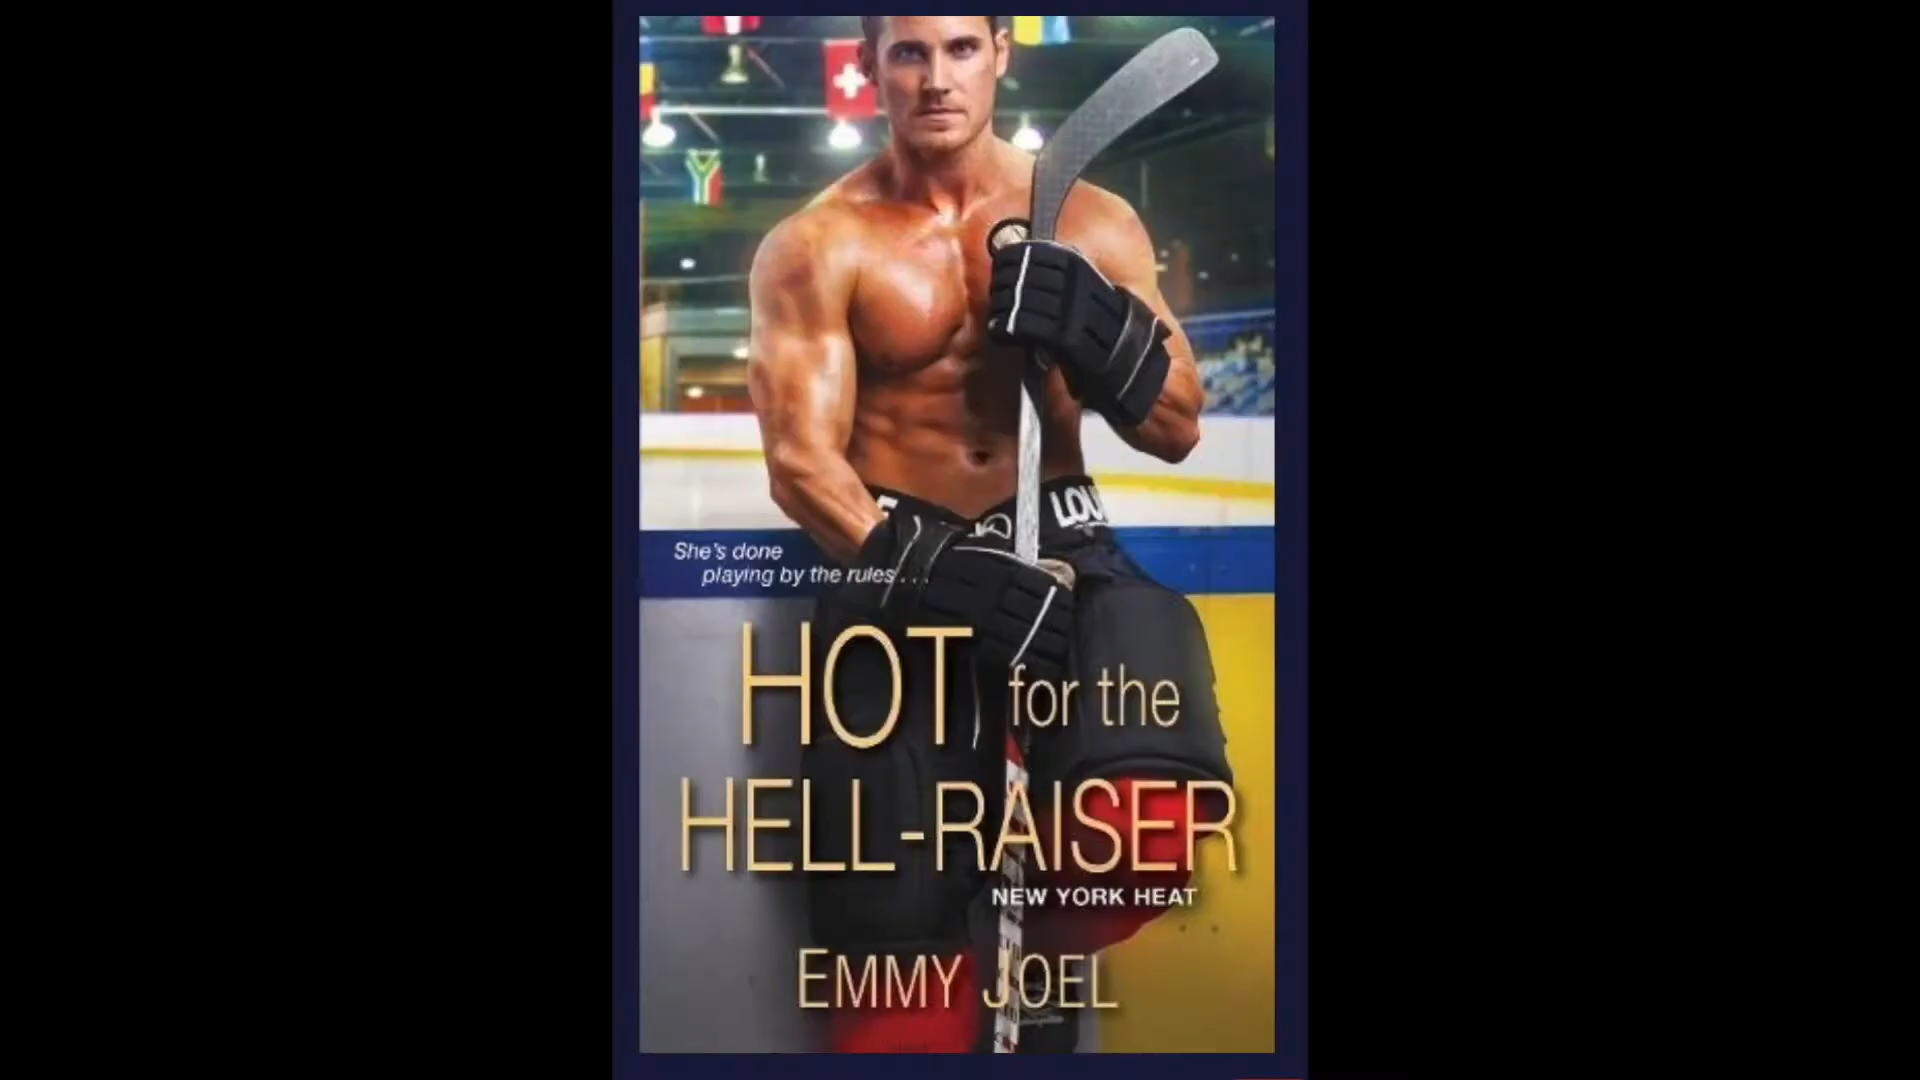 She's done
playing by the rules . . .
HOT for the
HELL-RAISER
NEW YORK HEAT
EMMY JOEL